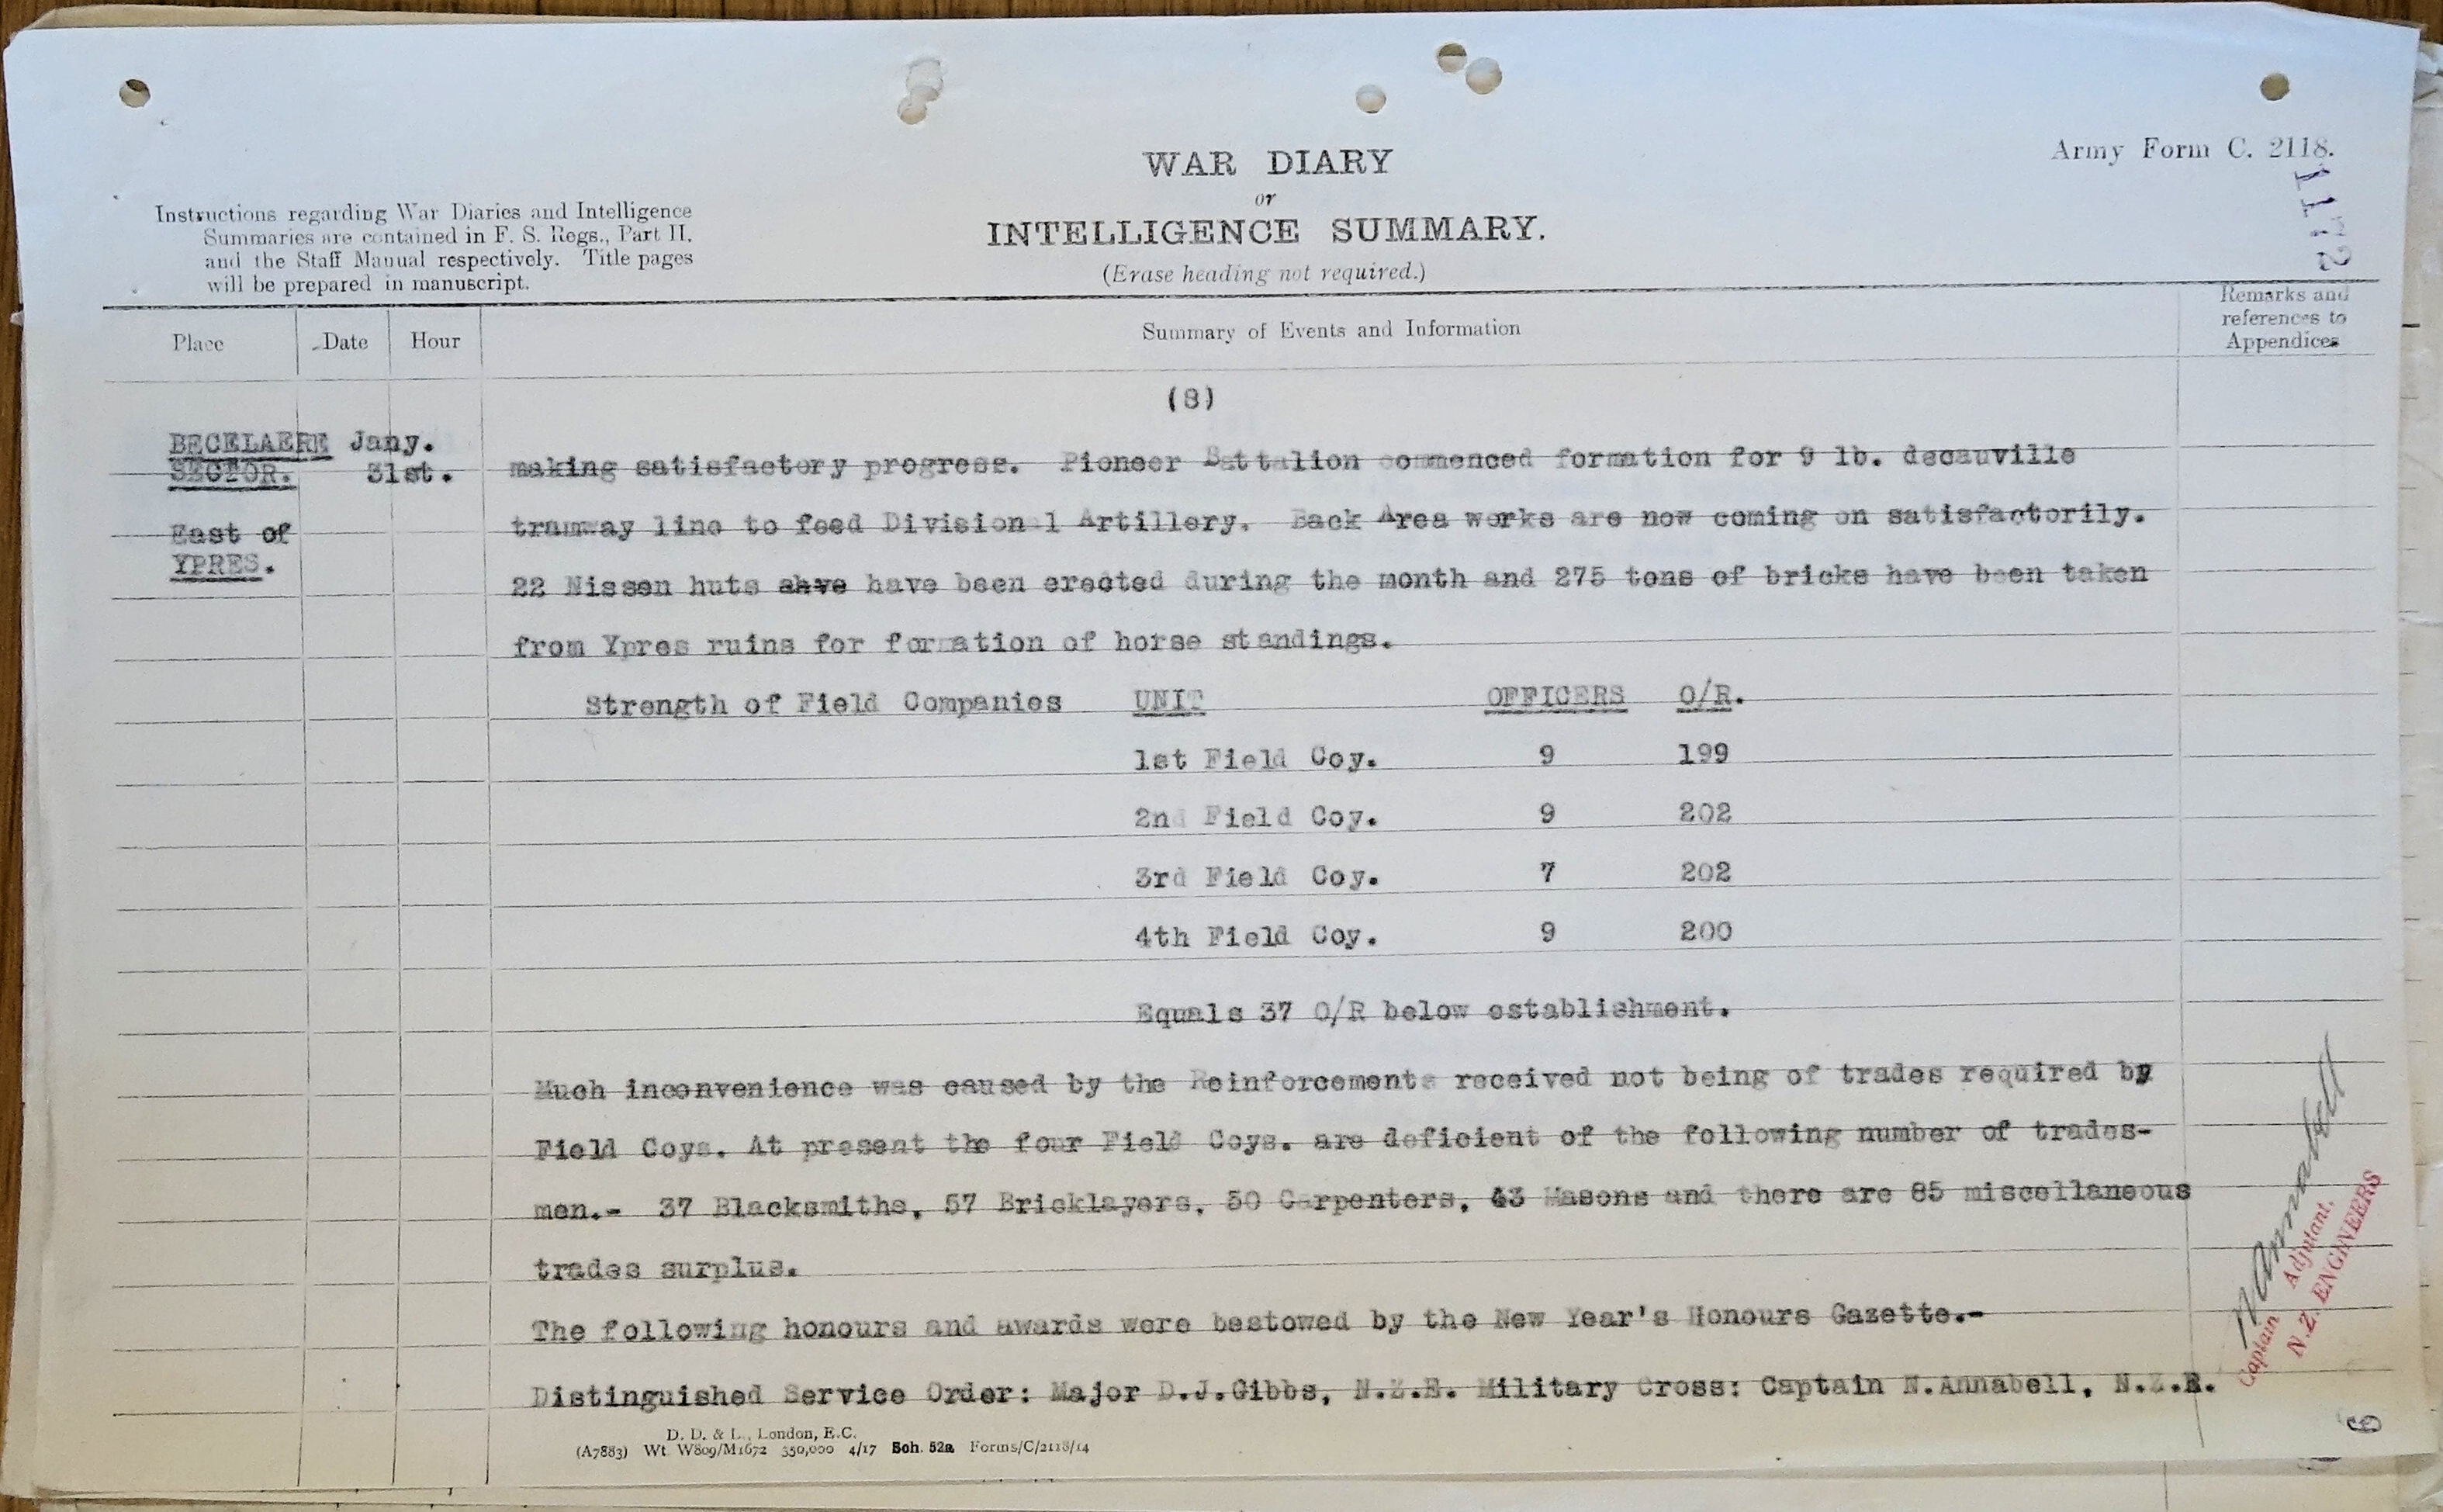 Army Form C. 2118.
1172
WAR DIARY
or
INTELLIGENCE SUMMARY.
(Erase heading not required.)
Instructions regarding War Diaries and Intelligence
Summaries are contained in F. S. Regs., Part II.
and the Staff Manual respectively. Title pages
will be prepared in manuscript.
Place Date Hour Summary of Events and Information Remarks and
references to
Appendices
(8)
BECELAERE Jany.
SECTOR. 31st. making satisfactory progress. Pioneer Battalion commenced formation for 9 lb. decauville
East of tramway line to feed Divisional Artillery. Back Area works are now coming on satisfactorily.
YPRES. 22 Nissen huts ahve have been erected during the month and 275 tons of bricks have been taken
from Ypres ruins for formation of horse standings.
Strength of Field Companies UNIT OFFICERS O/R.
1st Field Coy. 9 199
2nd Field Coy. 9 202
3rd Field Coy. 7 202
4th Field Coy. 9 200
Equals 37 O/R below establishment.
Much inconvenience was caused by the Reinforcements received not being of trades required by
Field Coys. At present the four Field Coys. are deficient of the following number of trades-
men.- 37 Blacksmiths, 57 Bricklayers, 50 Carpenters, 43 Masons and there are 85 miscellaneous
trades surplus.
The following honours and awards were bestowed by the New Year's Honours Gazette.-
Distinguished Service Order: Major D.J.Gibbs, N.Z.E. Military Cross: Captain N.Annabell, N.Z.E.
N Annabell
Captain Adjutant.
N.Z. ENGINEERS
D. D. & L., London, E.C.
(A7883) Wt. W809/M1672 350,000 4/17 Sch. 52a Forms/C/2118/14